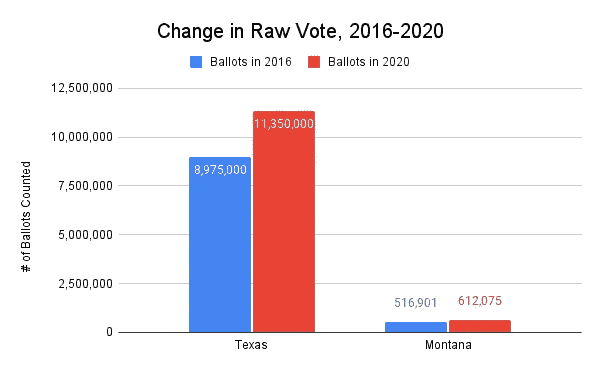 Change in Raw Vote, 2016-2020
Ballots in 2016 Ballots in 2020
# of Ballots Counted
12,500,000
10,000,000
7,500,000
5,000,000
2,500,000
0
8,975,000
11,350,000
516,901
612,075
Texas
Montana